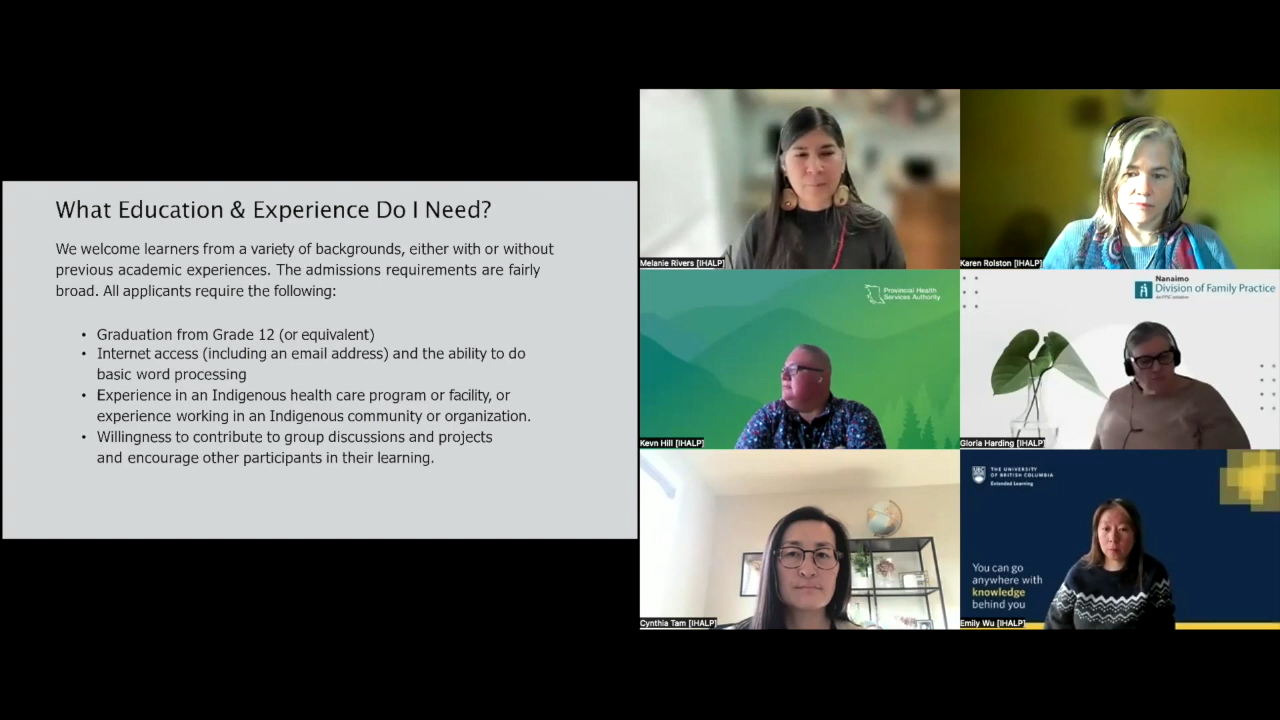 What Education & Experience Do I Need?
We welcome learners from a variety of backgrounds, either with or without
previous academic experiences. The admissions requirements are fairly
broad. All applicants require the following:
• Graduation from Grade 12 (or equivalent)
• Internet access (including an email address) and the ability to do
basic word processing
• Experience in an Indigenous health care program or facility, or
experience working in an Indigenous community or organization.
• Willingness to contribute to group discussions and projects
and encourage other participants in their learning.
Melanie Rivers [IHALP]
Karen Rolston [IHALP]
Provincial Health
Services Authority
Kevn Hill [IHALP]
Nanaimo
Division of Family Practice
An FPSC initiative
Gloria Harding [IHALP]
Cynthia Tam [IHALP]
UBC
THE UNIVERSITY
OF BRITISH COLUMBIA
Extended Learning
You can go
anywhere with
knowledge
behind you
Emily Wu [IHALP]